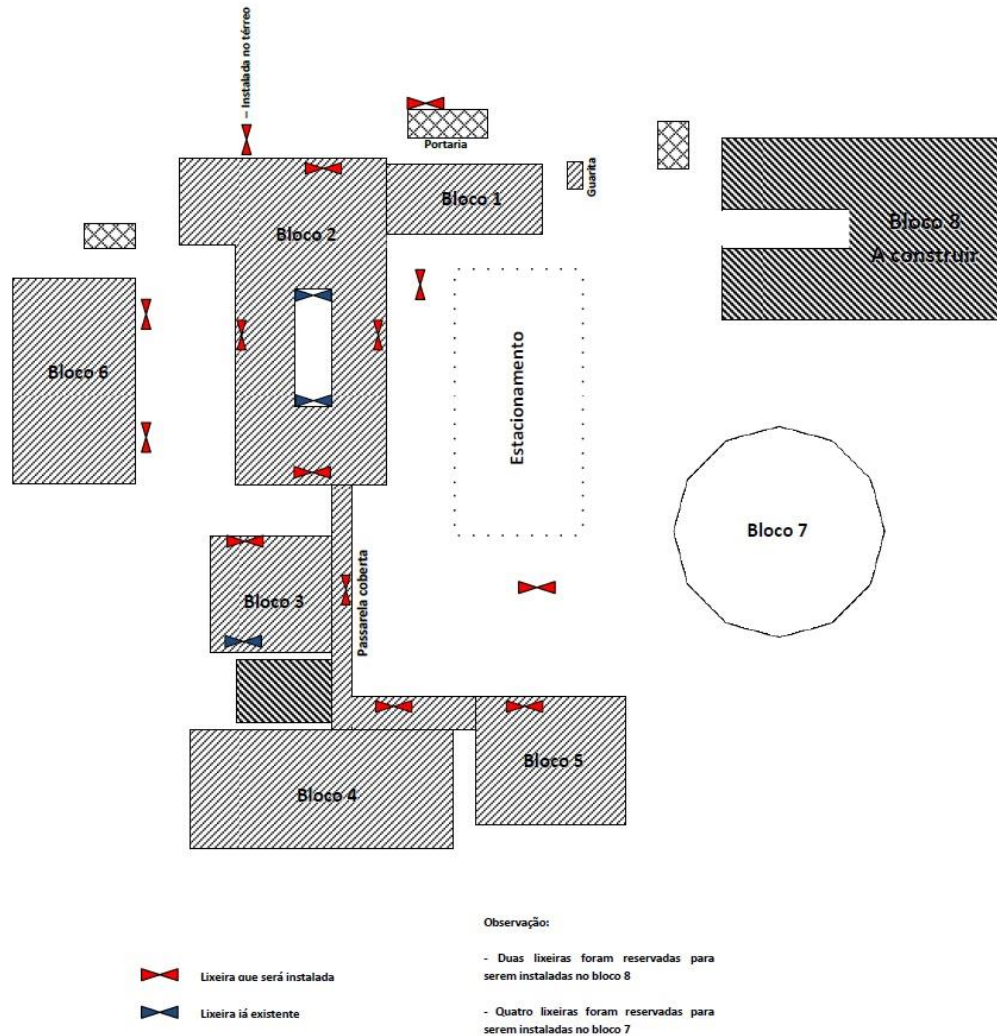 – Instalada no térreo
Portaria
Guarita
Bloco 1
Bloco 2
Bloco 8
A construir
Bloco 6
Estacionamento
Bloco 7
Bloco 3
Passarela coberta
Bloco 5
Bloco 4
Observação:
- Duas lixeiras foram reservadas para
serem instaladas no bloco 8
- Quatro lixeiras foram reservadas para
serem instaladas no bloco 7
Lixeira que será instalada
Lixeira já existente